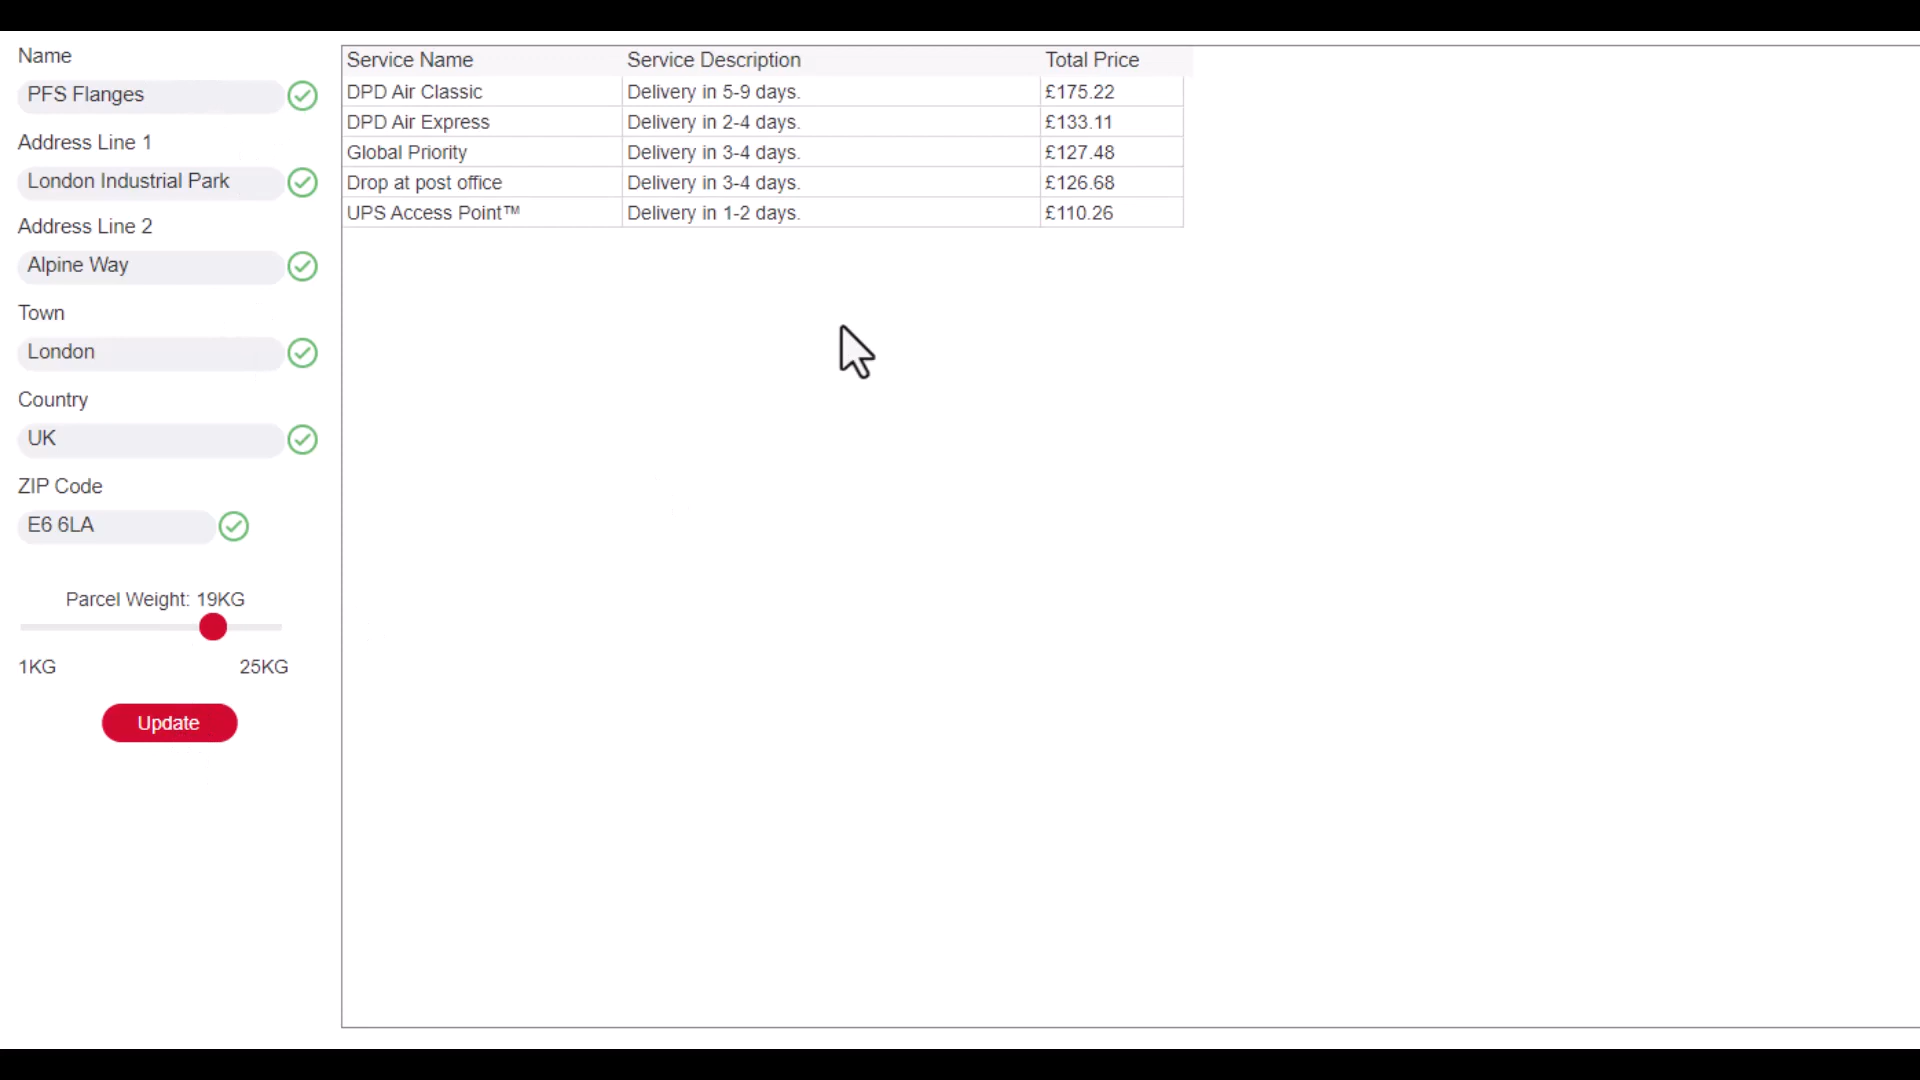 Name
PFS Flanges
Address Line 1
London Industrial Park
Address Line 2
Alpine Way
Town
London
Country
UK
ZIP Code
E6 6LA
Parcel Weight: 19KG
1KG 25KG
Update
Service Name Service Description Total Price
DPD Air Classic Delivery in 5-9 days. £175.22
DPD Air Express Delivery in 2-4 days. £133.11
Global Priority Delivery in 3-4 days. £127.48
Drop at post office Delivery in 3-4 days. £126.68
UPS Access Point™ Delivery in 1-2 days. £110.26